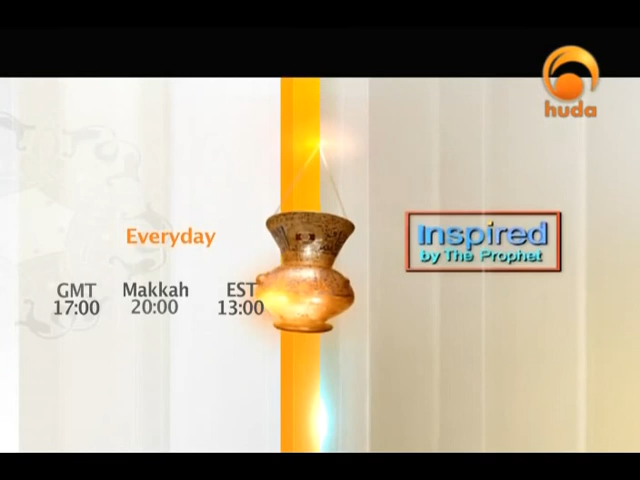 huda
Everyday
GMT Makkah EST
17:00 20:00 13:00
Inspired
by The Prophet